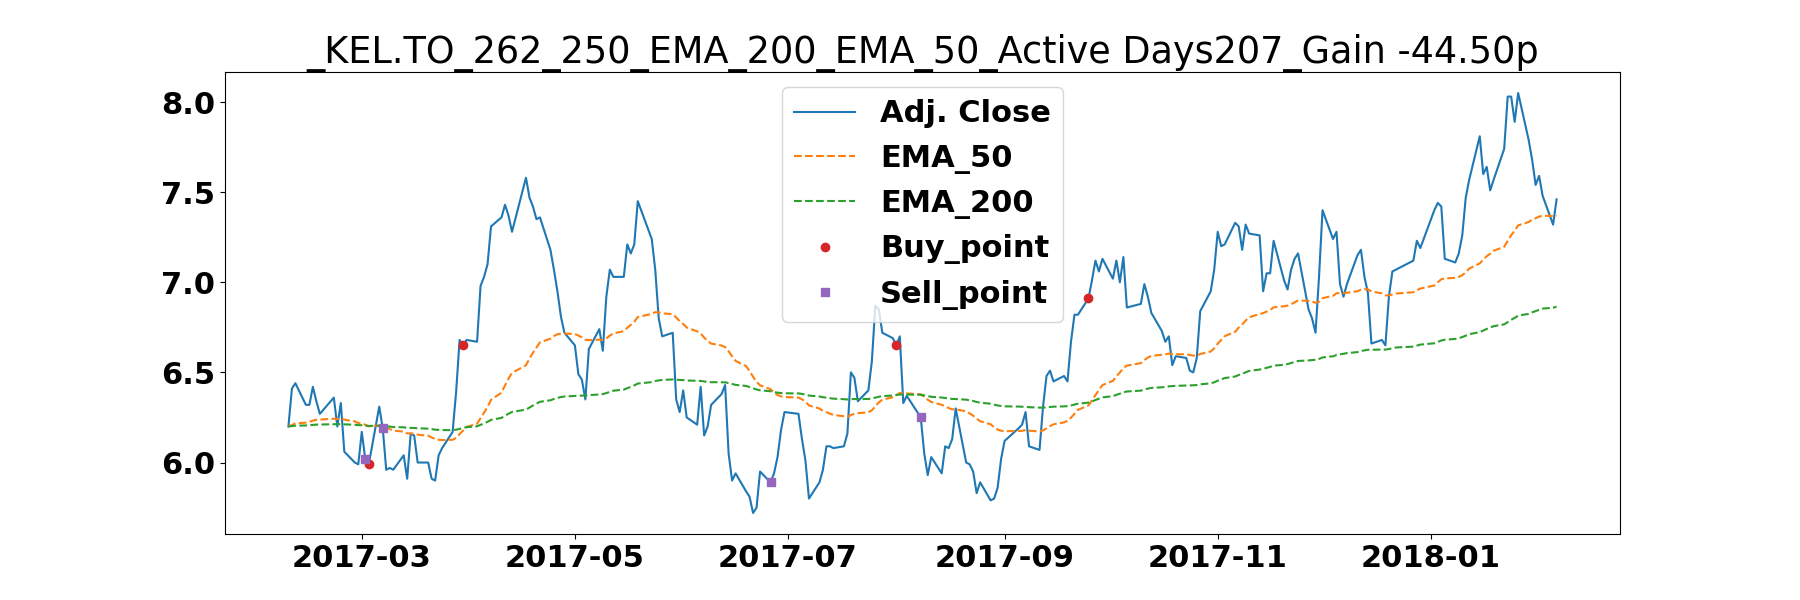 _KEL.TO_262_250_EMA_200_EMA_50_Active Days207_Gain -44.50p
8.0
7.5
7.0
6.5
6.0
Adj. Close
EMA_50
EMA_200
Buy_point
Sell_point
2017-03 2017-05 2017-07 2017-09 2017-11 2018-01